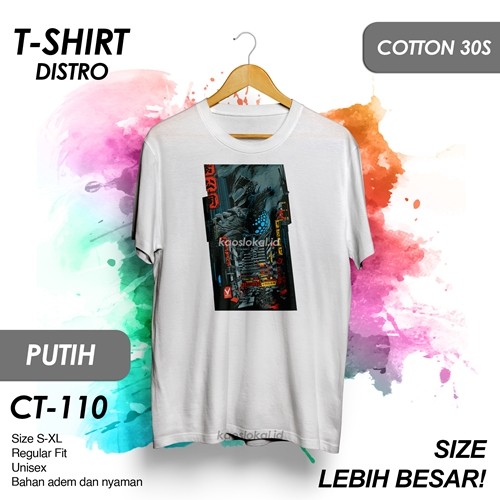 T-SHIRT
DISTRO
COTTON 30S
kaoslokal.id
PUTIH
CT-110
Size S-XL
Regular Fit
Unisex
Bahan adem dan nyaman
kaoslokal.id
SIZE
LEBIH BESAR!